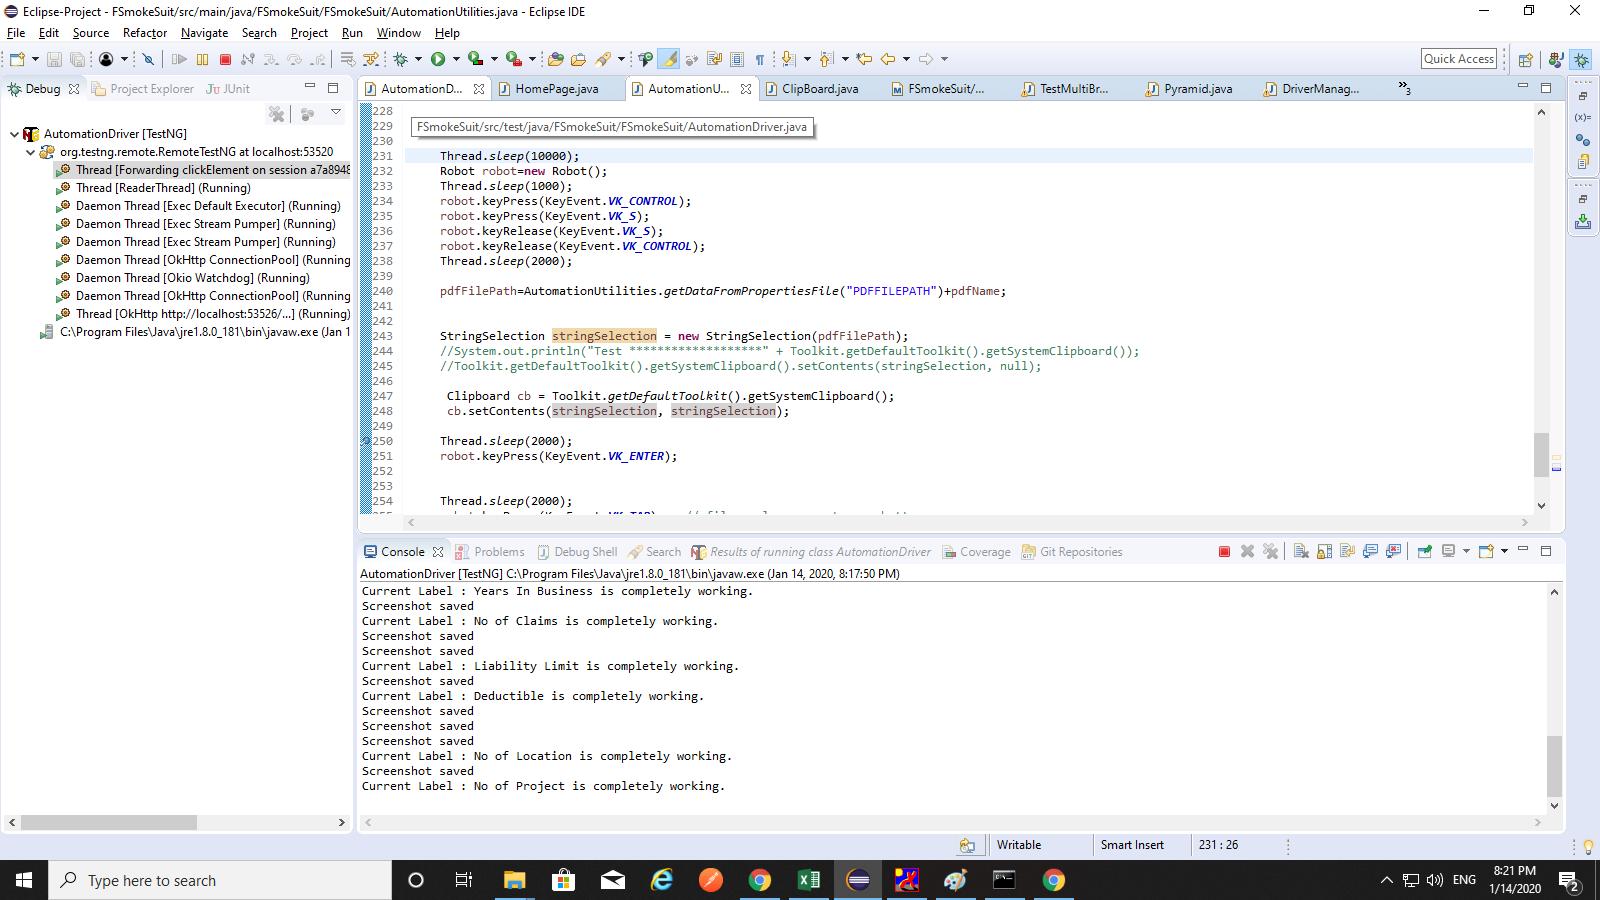 Eclipse-Project - FSmokeSuit/src/main/java/FSmokeSuit/FSmokeSuit/AutomationUtilities.java - Eclipse IDE
File Edit Source Refactor Navigate Search Project Run Window Help
Quick Access
Debug Project Explorer JUnit
AutomationD... HomePage.java AutomationU... ClipBoard.java FSmokeSuit/... TestMultiBr... Pyramid.java DriverManag... »3
AutomationDriver [TestNG]
org.testng.remote.RemoteTestNG at localhost:53520
Thread [Forwarding clickElement on session a7a8948
Thread [ReaderThread] (Running)
Daemon Thread [Exec Default Executor] (Running)
Daemon Thread [Exec Stream Pumper] (Running)
Daemon Thread [Exec Stream Pumper] (Running)
Daemon Thread [OkHttp ConnectionPool] (Running
Daemon Thread [Okio Watchdog] (Running)
Daemon Thread [OkHttp ConnectionPool] (Running
Thread [OkHttp http://localhost:53526/...] (Running)
C:\Program Files\Java\jre1.8.0_181\bin\javaw.exe (Jan 1
228
229 FSmokeSuit/src/test/java/FSmokeSuit/FSmokeSuit/AutomationDriver.java
230
231 Thread.sleep(10000);
232 Robot robot=new Robot();
233 Thread.sleep(1000);
234 robot.keyPress(KeyEvent.VK_CONTROL);
235 robot.keyPress(KeyEvent.VK_S);
236 robot.keyRelease(KeyEvent.VK_S);
237 robot.keyRelease(KeyEvent.VK_CONTROL);
238 Thread.sleep(2000);
239
240 pdfFilePath=AutomationUtilities.getDataFromPropertiesFile("PDFFILEPATH")+pdfName;
241
242
243 StringSelection stringSelection = new StringSelection(pdfFilePath);
244 //System.out.println("Test *******************" + Toolkit.getDefaultToolkit().getSystemClipboard());
245 //Toolkit.getDefaultToolkit().getSystemClipboard().setContents(stringSelection, null);
246
247 Clipboard cb = Toolkit.getDefaultToolkit().getSystemClipboard();
248 cb.setContents(stringSelection, stringSelection);
249
250 Thread.sleep(2000);
251 robot.keyPress(KeyEvent.VK_ENTER);
252
253
254 Thread.sleep(2000);
Console Problems Debug Shell Search Results of running class AutomationDriver Coverage Git Repositories
AutomationDriver [TestNG] C:\Program Files\Java\jre1.8.0_181\bin\javaw.exe (Jan 14, 2020, 8:17:50 PM)
Current Label : Years In Business is completely working.
Screenshot saved
Current Label : No of Claims is completely working.
Screenshot saved
Screenshot saved
Current Label : Liability Limit is completely working.
Screenshot saved
Current Label : Deductible is completely working.
Screenshot saved
Screenshot saved
Screenshot saved
Current Label : No of Location is completely working.
Screenshot saved
Current Label : No of Project is completely working.
Writable Smart Insert 231 : 26
Type here to search
ENG
8:21 PM
1/14/2020
2